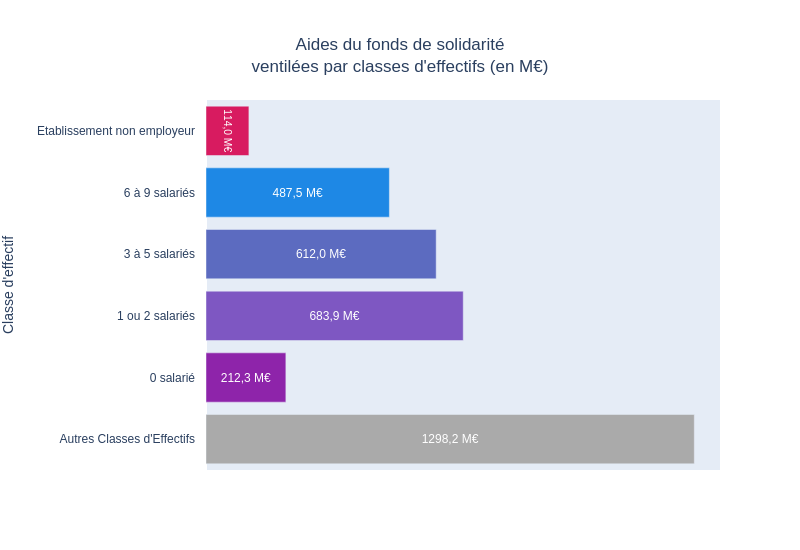 Aides du fonds de solidarité
ventilées par classes d'effectifs (en M€)
Classe d'effectif
Etablissement non employeur
114,0 M€
6 à 9 salariés
487,5 M€
3 à 5 salariés
612,0 M€
1 ou 2 salariés
683,9 M€
0 salarié
212,3 M€
Autres Classes d'Effectifs
1298,2 M€